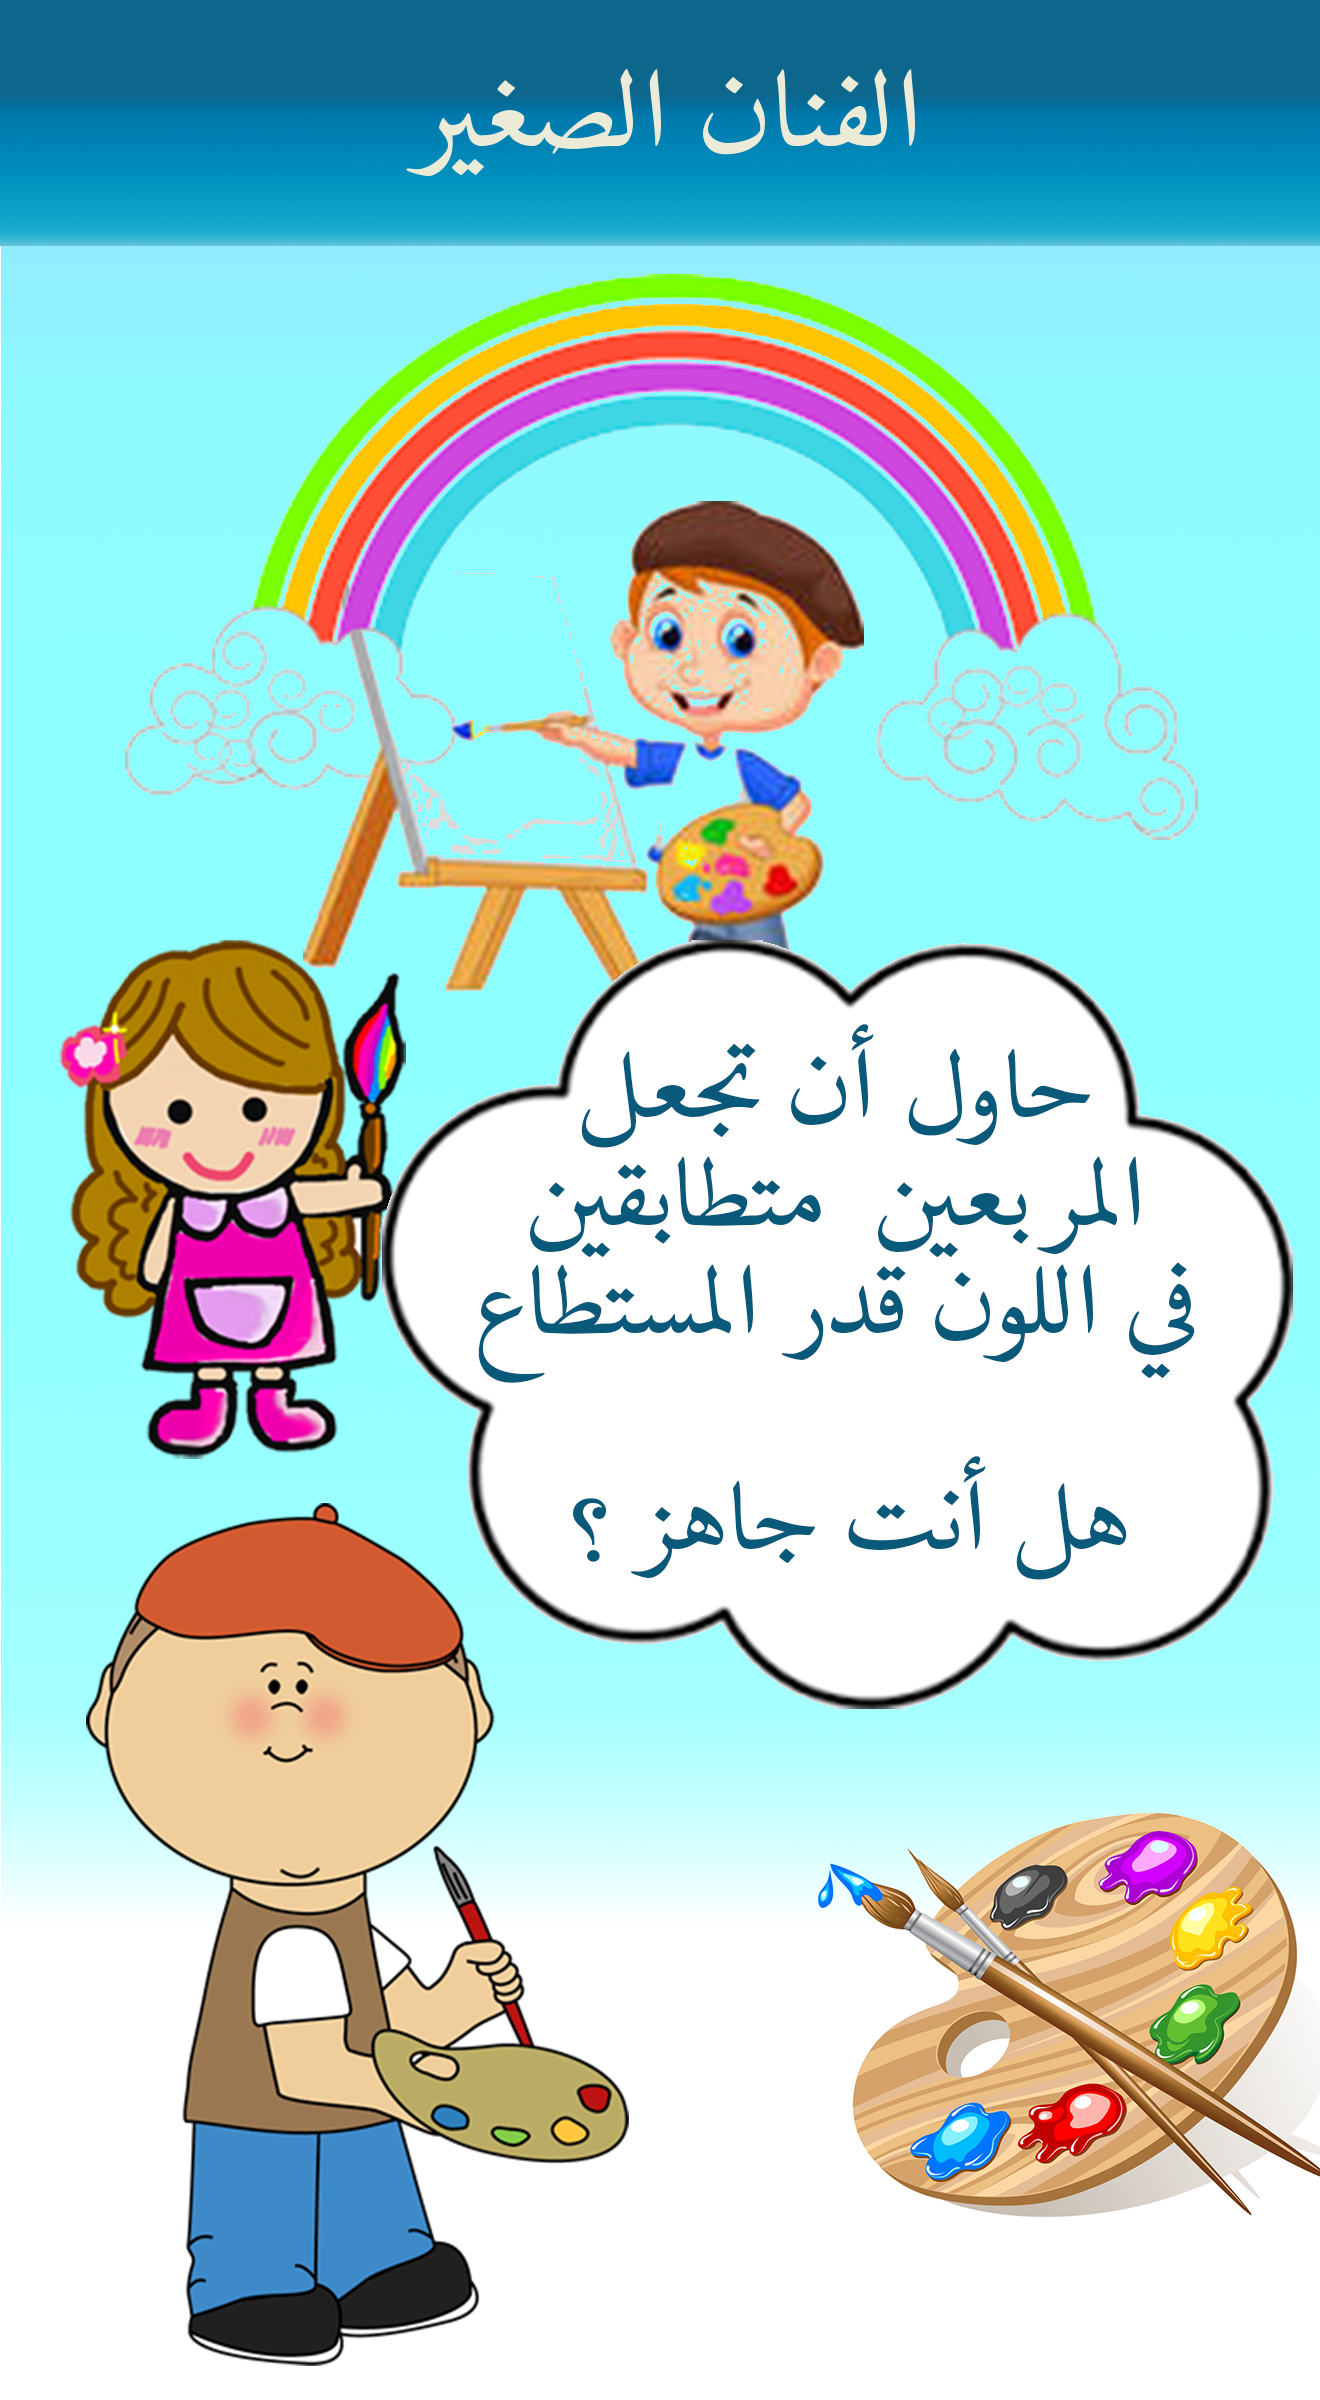 الفنان الصغير
حاول أن تجعل
المربعين متطابقين
في اللون قدر المستطاع
هل أنت جاهز ؟